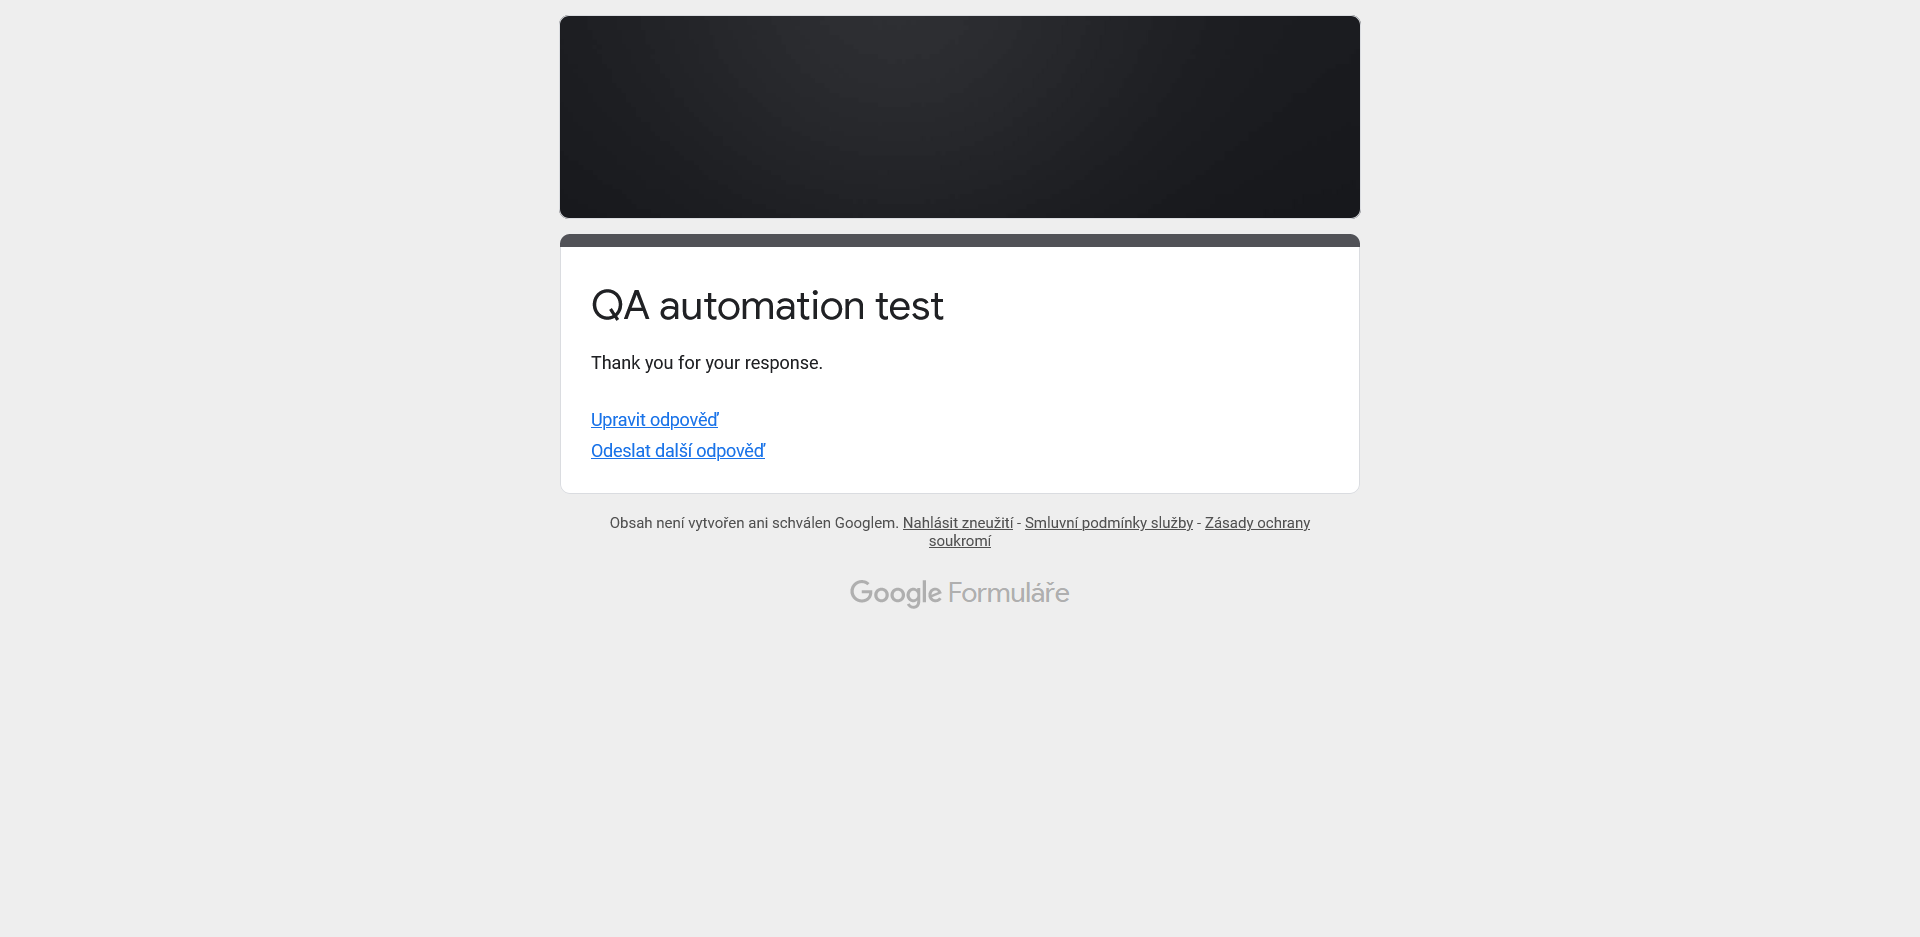 QA automation test
Thank you for your response.
Upravit odpověď
Odeslat další odpověď
Obsah není vytvořen ani schválen Googlem. Nahlásit zneužití - Smluvní podmínky služby - Zásady ochrany
soukromí
Google Formuláře